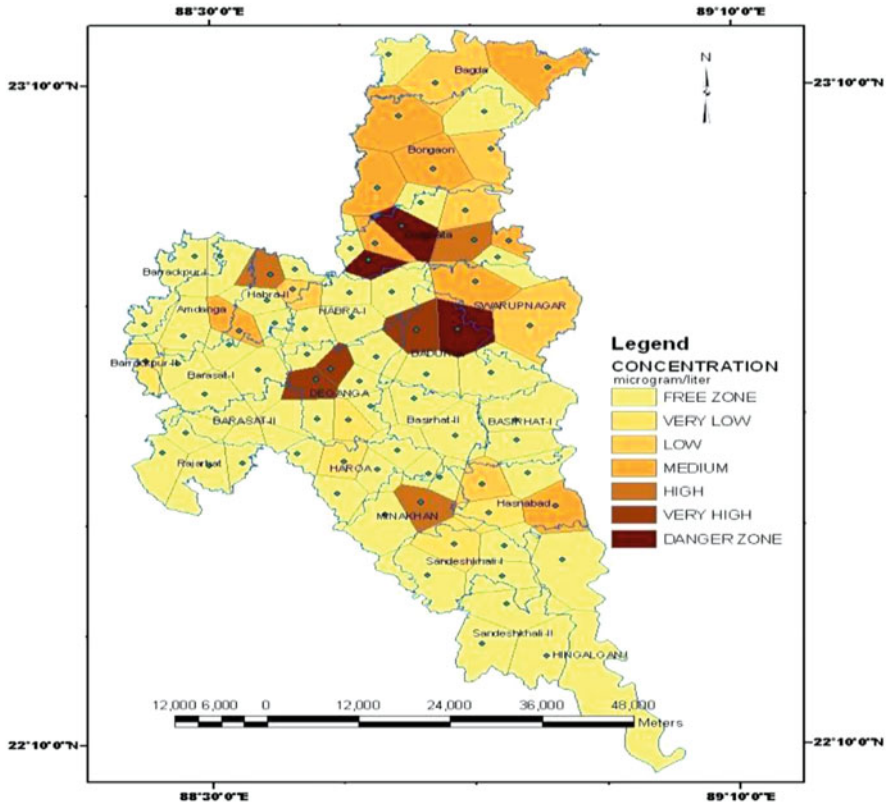 88°30'0"E 89°10'0"E
23°10'0"N 23°10'0"N
N
Bagda
Bongaon
Barrackpur-I
Habra-II
Amdanga
HABRA-I
SWARUPNAGAR
Barrackpur-II
Barasat-I
DEGANGA
BARASAT-II
Basirhat-II
BASIRHAT-I
Rajarhat
HAROA
Hasnabad
MINAKHAN
Sandeshkhali-I
Sandeshkhali-II
HINGALGANJ
Legend
CONCENTRATION
microgram/liter
FREE ZONE
VERY LOW
LOW
MEDIUM
HIGH
VERY HIGH
DANGER ZONE
12,000 6,000 0 12,000 24,000 36,000 48,000
Meters
22°10'0"N 22°10'0"N
88°30'0"E 89°10'0"E